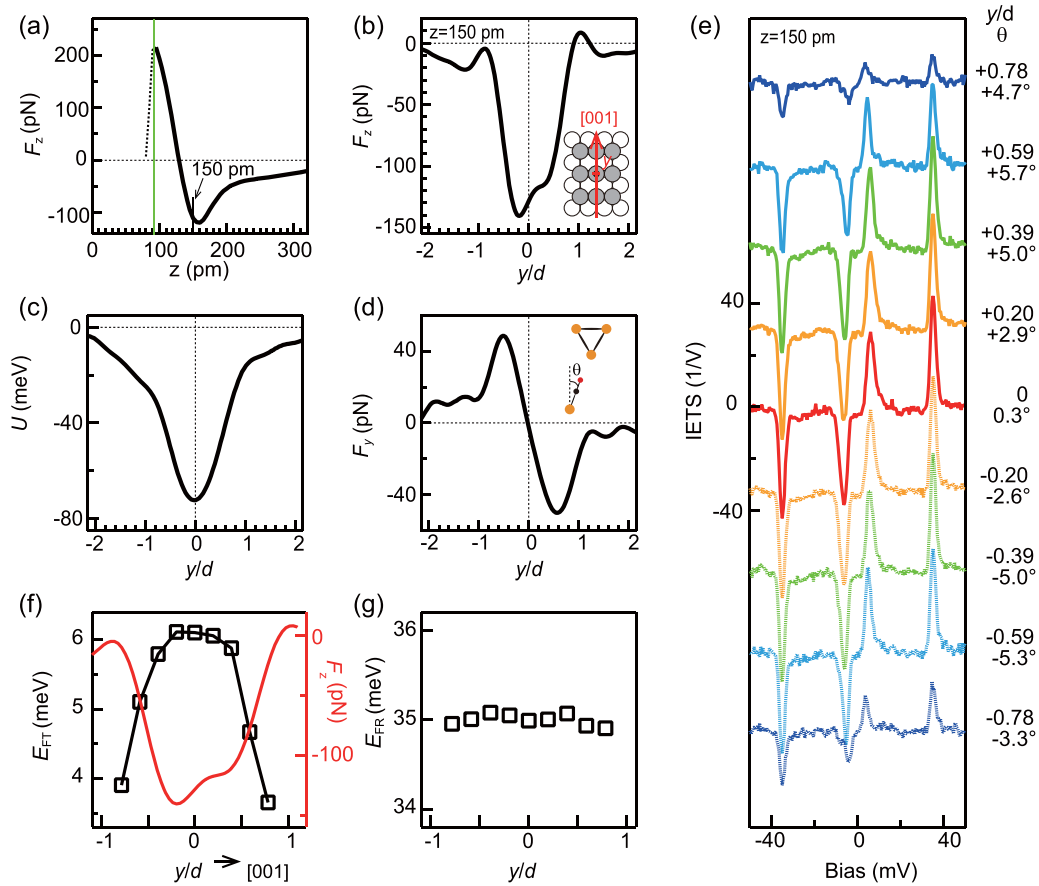 (a)
200
100
0
-100
F_z (pN)
150 pm
0
100
200
300
z (pm)
(b)
z=150 pm
0
-50
-100
-150
F_z (pN)
[001]
-2
-1
0
1
2
y/d
(c)
0
-40
-80
U (meV)
-2
-1
0
1
2
y/d
(d)
40
0
-40
F_y (pN)
θ
-2
-1
0
1
2
y/d
(e)
z=150 pm
y/d
θ
+0.78
+4.7°
+0.59
+5.7°
+0.39
+5.0°
+0.20
+2.9°
0
0.3°
-0.20
-2.6°
-0.39
-5.0°
-0.59
-5.3°
-0.78
-3.3°
40
0
-40
IETS (1/V)
-40
0
40
Bias (mV)
(f)
6
5
4
E_FT (meV)
0
-100
F_z (pN)
-1
0
1
y/d → [001]
(g)
36
35
34
E_FR (meV)
-1
0
1
y/d